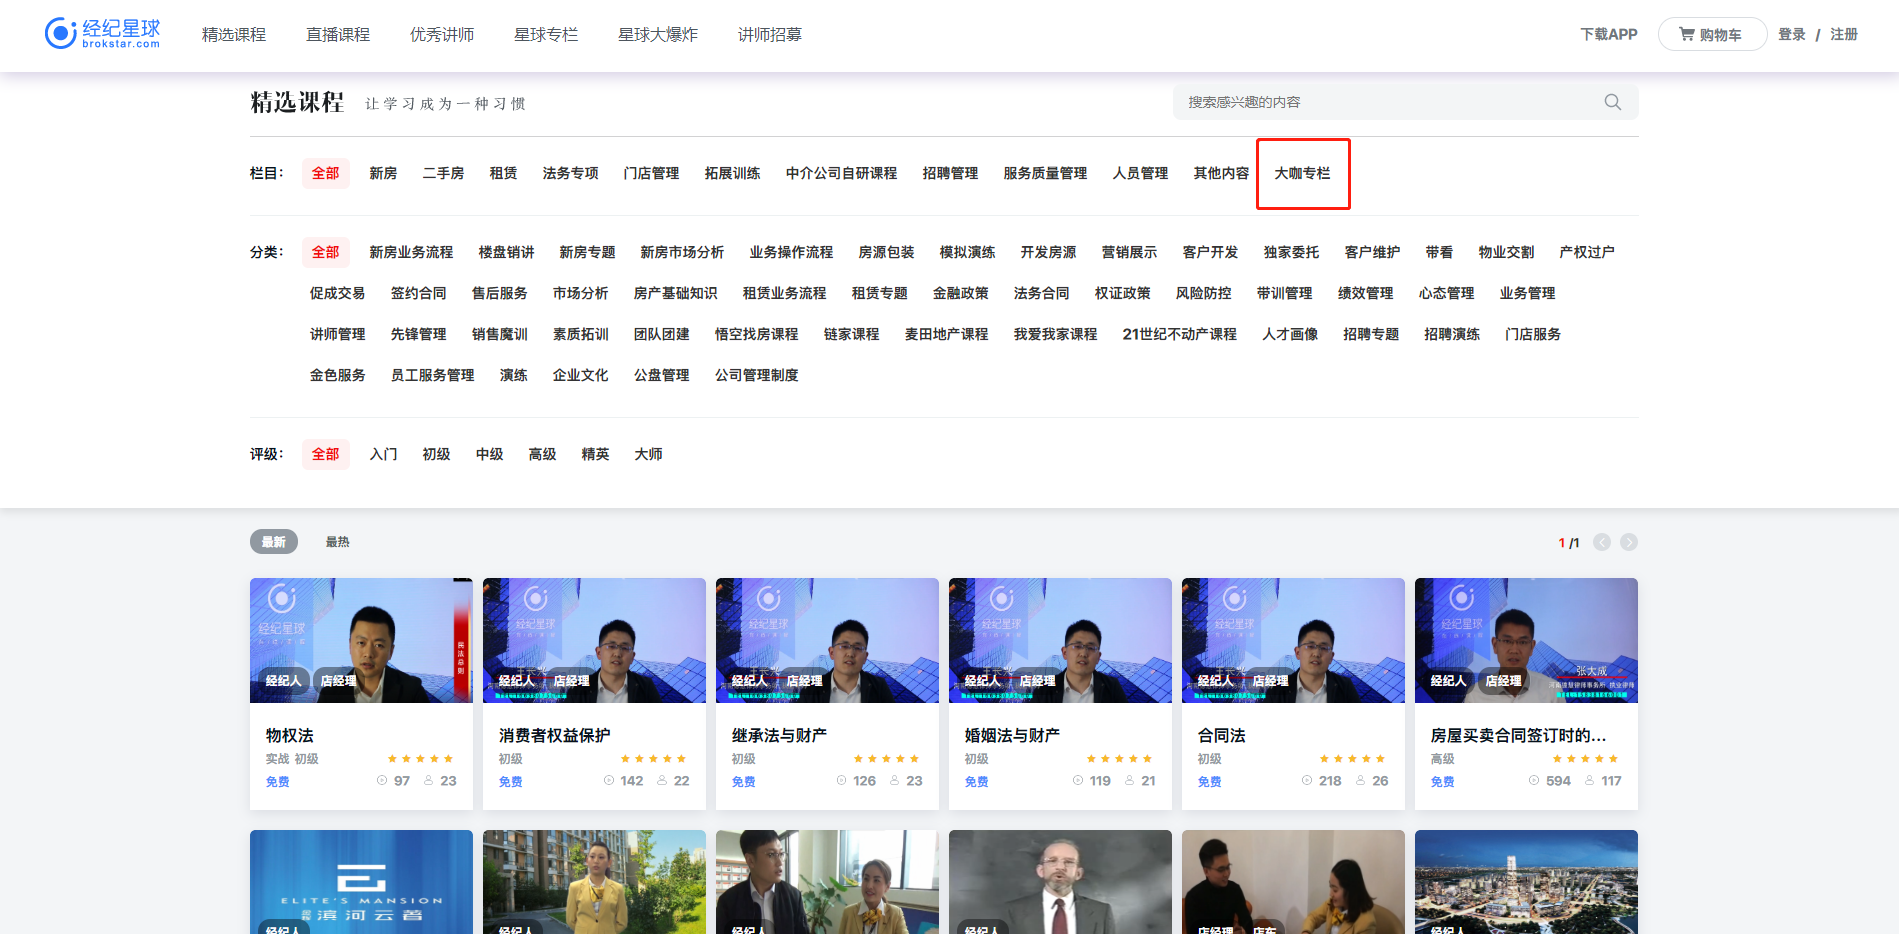 经纪星球
brokstar.com
精选课程 直播课程 优秀讲师 星球专栏 星球大爆炸 讲师招募 下载APP 购物车 登录 / 注册
精选课程 让学习成为一种习惯 搜索感兴趣的内容
栏目： 全部 新房 二手房 租赁 法务专项 门店管理 拓展训练 中介公司自研课程 招聘管理 服务质量管理 人员管理 其他内容 大咖专栏
分类： 全部 新房业务流程 楼盘销讲 新房专题 新房市场分析 业务操作流程 房源包装 模拟演练 开发房源 营销展示 客户开发 独家委托 客户维护 带看 物业交割 产权过户
促成交易 签约合同 售后服务 市场分析 房产基础知识 租赁业务流程 租赁专题 金融政策 法务合同 权证政策 风险防控 带训管理 绩效管理 心态管理 业务管理
讲师管理 先锋管理 销售魔训 素质拓训 团队团建 悟空找房课程 链家课程 麦田地产课程 我爱我家课程 21世纪不动产课程 人才画像 招聘专题 招聘演练 门店服务
金色服务 员工服务管理 演练 企业文化 公盘管理 公司管理制度
评级： 全部 入门 初级 中级 高级 精英 大师
最新 最热 1 /1
经纪星球 经纪星球 经纪星球 经纪星球 经纪星球 经纪星球
民法总则
张大成
经纪人 店经理 经纪人 店经理 经纪人 店经理 经纪人 店经理 经纪人 店经理 经纪人 店经理
物权法 消费者权益保护 继承法与财产 婚姻法与财产 合同法 房屋买卖合同签订时的...
实战 初级 初级 初级 初级 初级 高级
免费 97 23 免费 142 22 免费 126 23 免费 119 21 免费 218 26 免费 594 117
ELITE'S MANSION
滨河云著
经纪人 经纪人 经纪人 经纪人 店经理 店东 经纪人